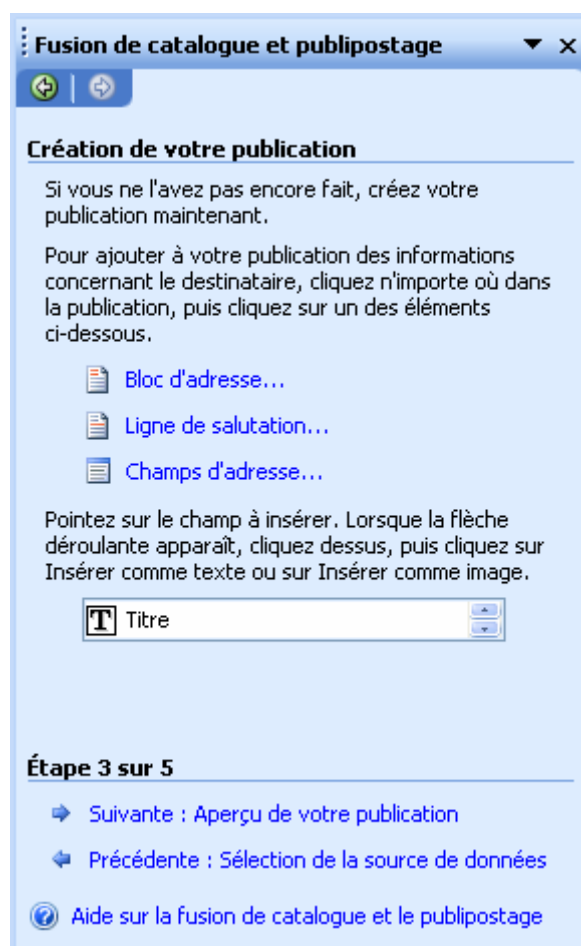 Fusion de catalogue et publipostage
Création de votre publication
Si vous ne l'avez pas encore fait, créez votre
publication maintenant.
Pour ajouter à votre publication des informations
concernant le destinataire, cliquez n'importe où dans
la publication, puis cliquez sur un des éléments
ci-dessous.
Bloc d'adresse...
Ligne de salutation...
Champs d'adresse...
Pointez sur le champ à insérer. Lorsque la flèche
déroulante apparaît, cliquez dessus, puis cliquez sur
Insérer comme texte ou sur Insérer comme image.
T Titre
Étape 3 sur 5
Suivante : Aperçu de votre publication
Précédente : Sélection de la source de données
Aide sur la fusion de catalogue et le publipostage